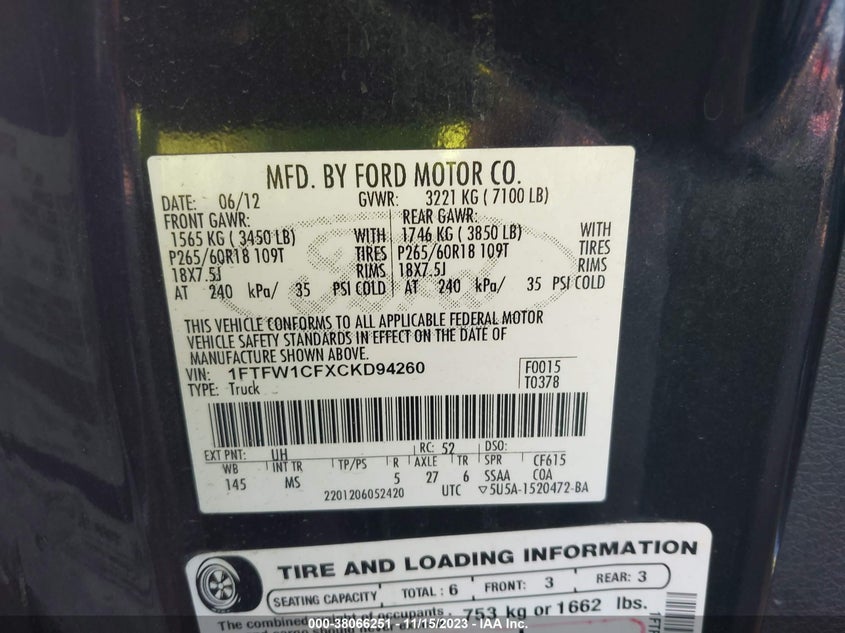 MFD. BY FORD MOTOR CO.
DATE: 06/12 GVWR: 3221 KG ( 7100 LB)
FRONT GAWR: REAR GAWR:
1565 KG ( 3450 LB) WITH 1746 KG ( 3850 LB) WITH
P265/60R18 109T TIRES P265/60R18 109T TIRES
18X7.5J RIMS 18X7.5J RIMS
AT 240 kPa/ 35 PSI COLD AT 240 kPa/ 35 PSI COLD
THIS VEHICLE CONFORMS TO ALL APPLICABLE FEDERAL MOTOR
VEHICLE SAFETY STANDARDS IN EFFECT ON THE DATE OF
MANUFACTURE SHOWN ABOVE.
VIN: 1FTFW1CFXCKD94260 F0015
TYPE: Truck T0378
EXT PNT: UH RC: 52 DSO:
WB INT TR TP/PS R AXLE TR SPR CF615
145 MS 5 27 6 SSAA COA
2201206052420 UTC ▽5U5A-1520472-BA
TIRE AND LOADING INFORMATION
SEATING CAPACITY TOTAL : 6 FRONT: 3 REAR: 3
The combined weight of occupants 753 kg or 1662 lbs.
000-38066251 - 11/15/2023 - IAA Inc.